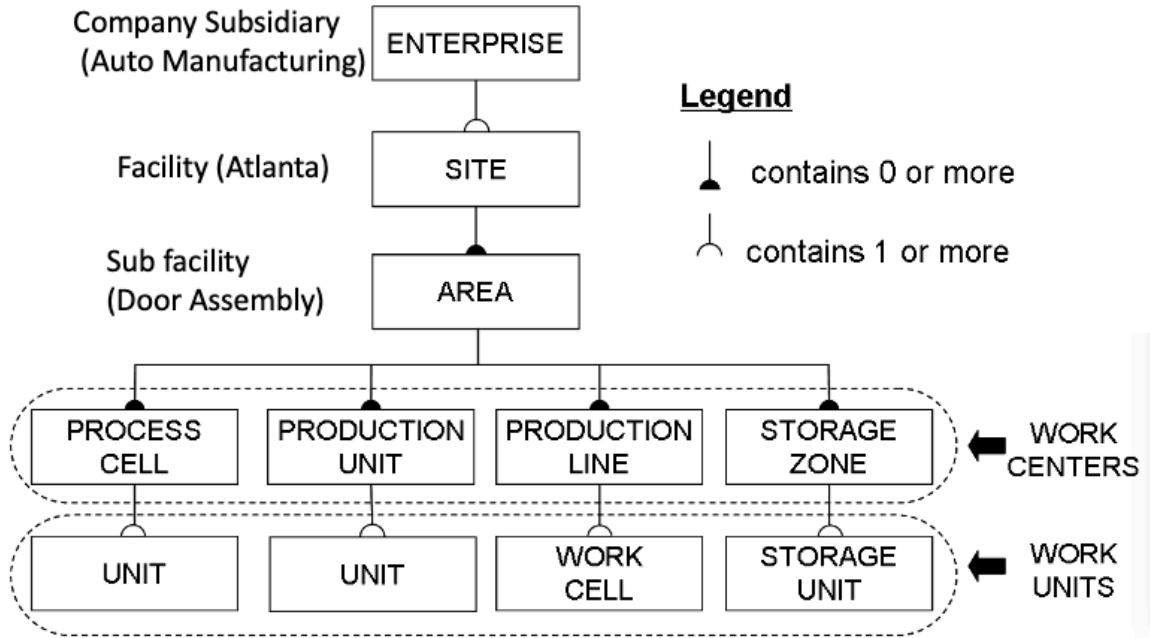 Company Subsidiary
(Auto Manufacturing)
ENTERPRISE
Legend
Facility (Atlanta)
SITE
contains 0 or more
contains 1 or more
Sub facility
(Door Assembly)
AREA
PROCESS
CELL
PRODUCTION
UNIT
PRODUCTION
LINE
STORAGE
ZONE
WORK
CENTERS
UNIT
UNIT
WORK
CELL
STORAGE
UNIT
WORK
UNITS